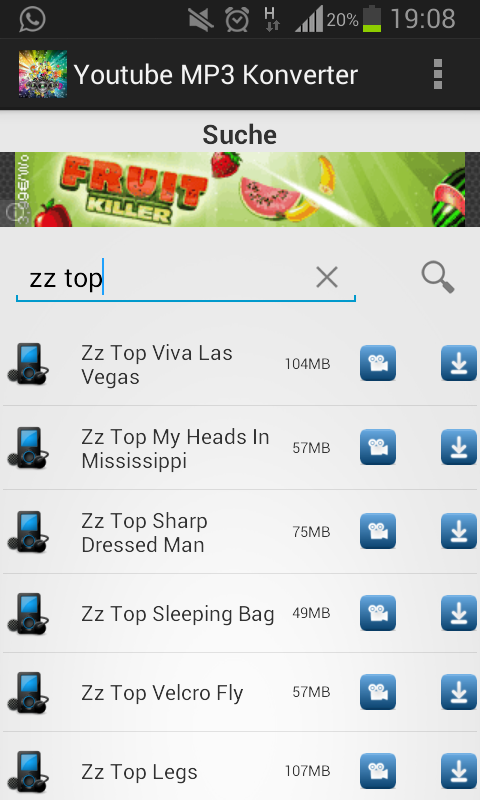 H 20% 19:08
Youtube MP3 Konverter
Suche
FRUIT
KILLER
zz top
Zz Top Viva Las
Vegas
104MB
Zz Top My Heads In
Mississippi
57MB
Zz Top Sharp
Dressed Man
75MB
Zz Top Sleeping Bag
49MB
Zz Top Velcro Fly
57MB
Zz Top Legs
107MB